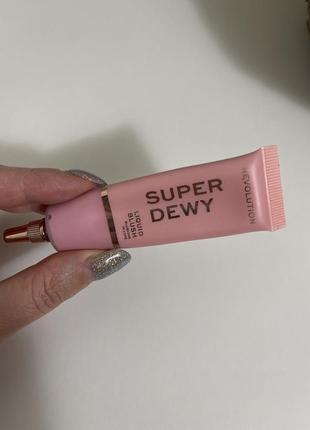 SUPER
DEWY
LIQUID
BLUSH
REVOLUTION